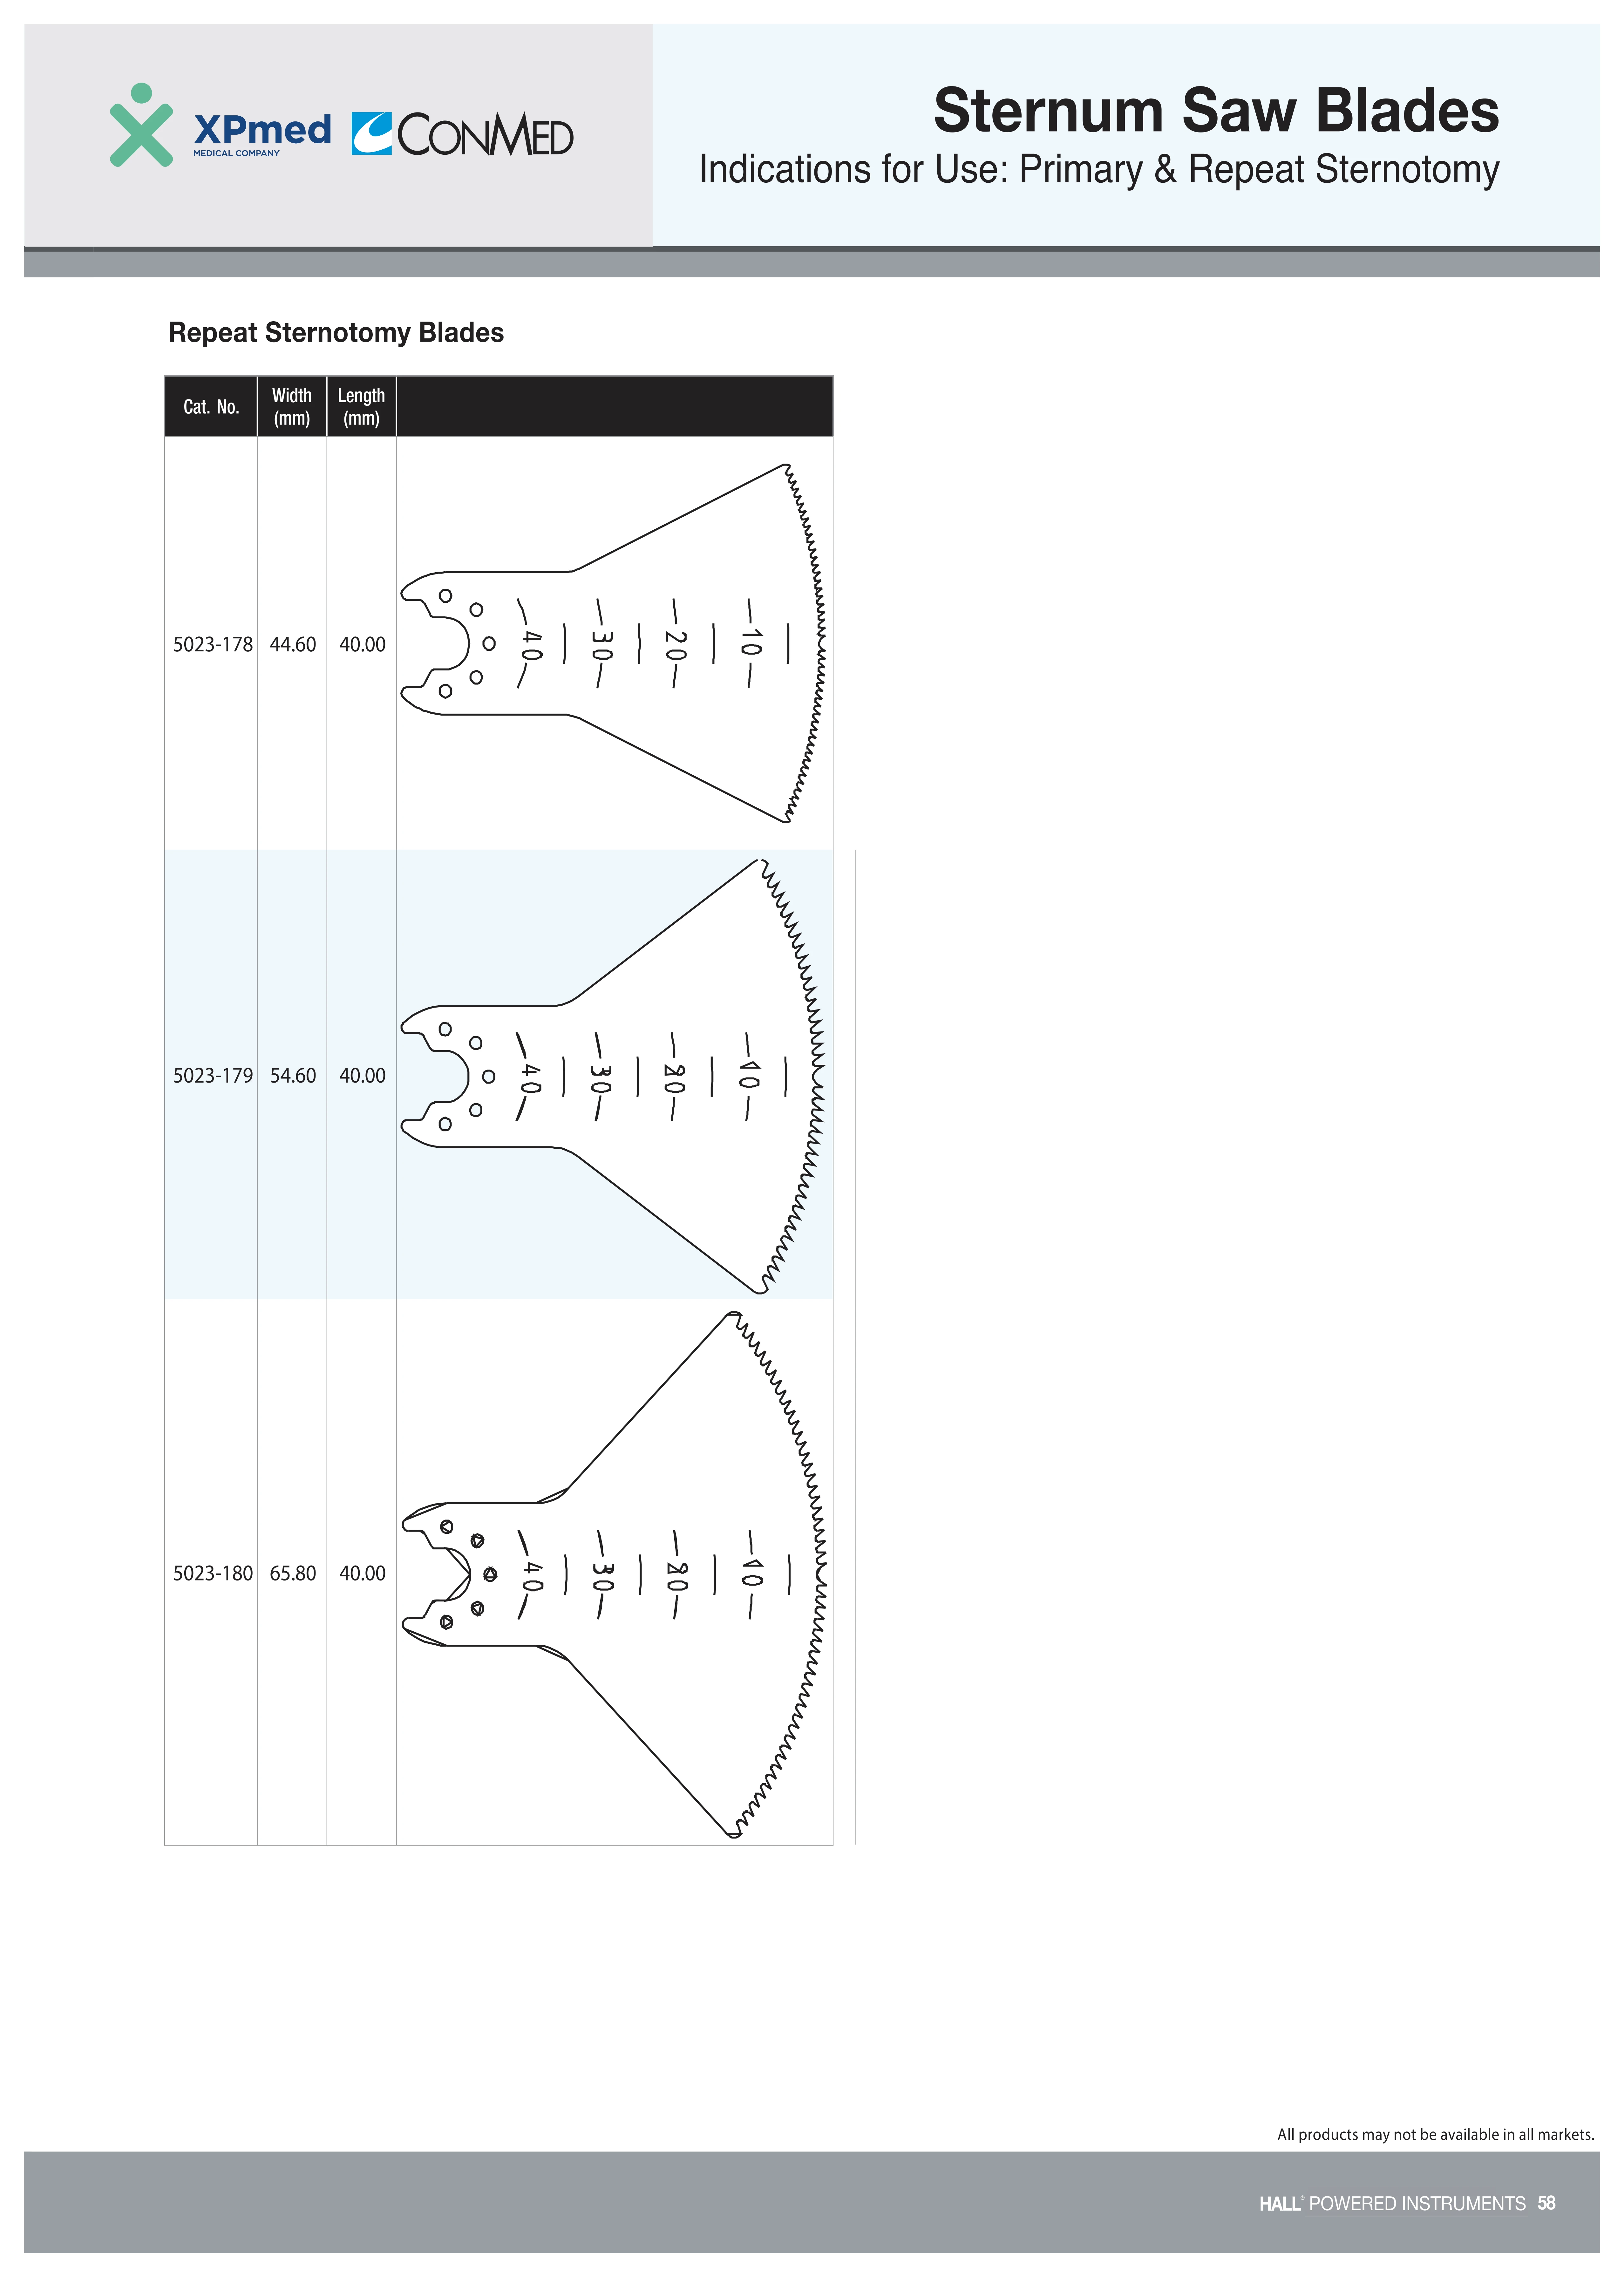 XPmed
MEDICAL COMPANY
CONMED
Sternum Saw Blades
Indications for Use: Primary & Repeat Sternotomy
Repeat Sternotomy Blades
Cat. No. Width (mm) Length (mm)
5023-178 44.60 40.00
40 30 20 10
5023-179 54.60 40.00
40 30 20 10
5023-180 65.80 40.00
40 30 20 10
All products may not be available in all markets.
HALL® POWERED INSTRUMENTS 58